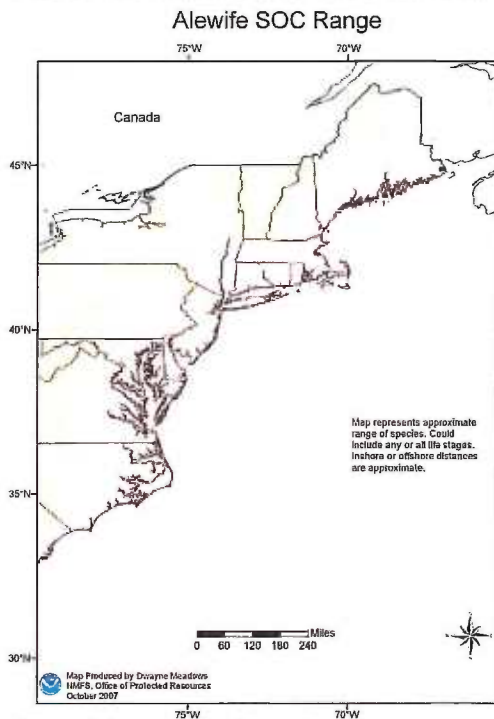 Alewife SOC Range
75°W
70°W
Canada
45°N
40°N
Map represents approximate
range of species. Could
include any or all life stages.
Inshore or offshore distances
are approximate.
35°N
Miles
0 60 120 180 240
30°N
Map Produced by Dwayne Meadows
NMFS, Office of Protected Resources
October 2007
75°W
70°W